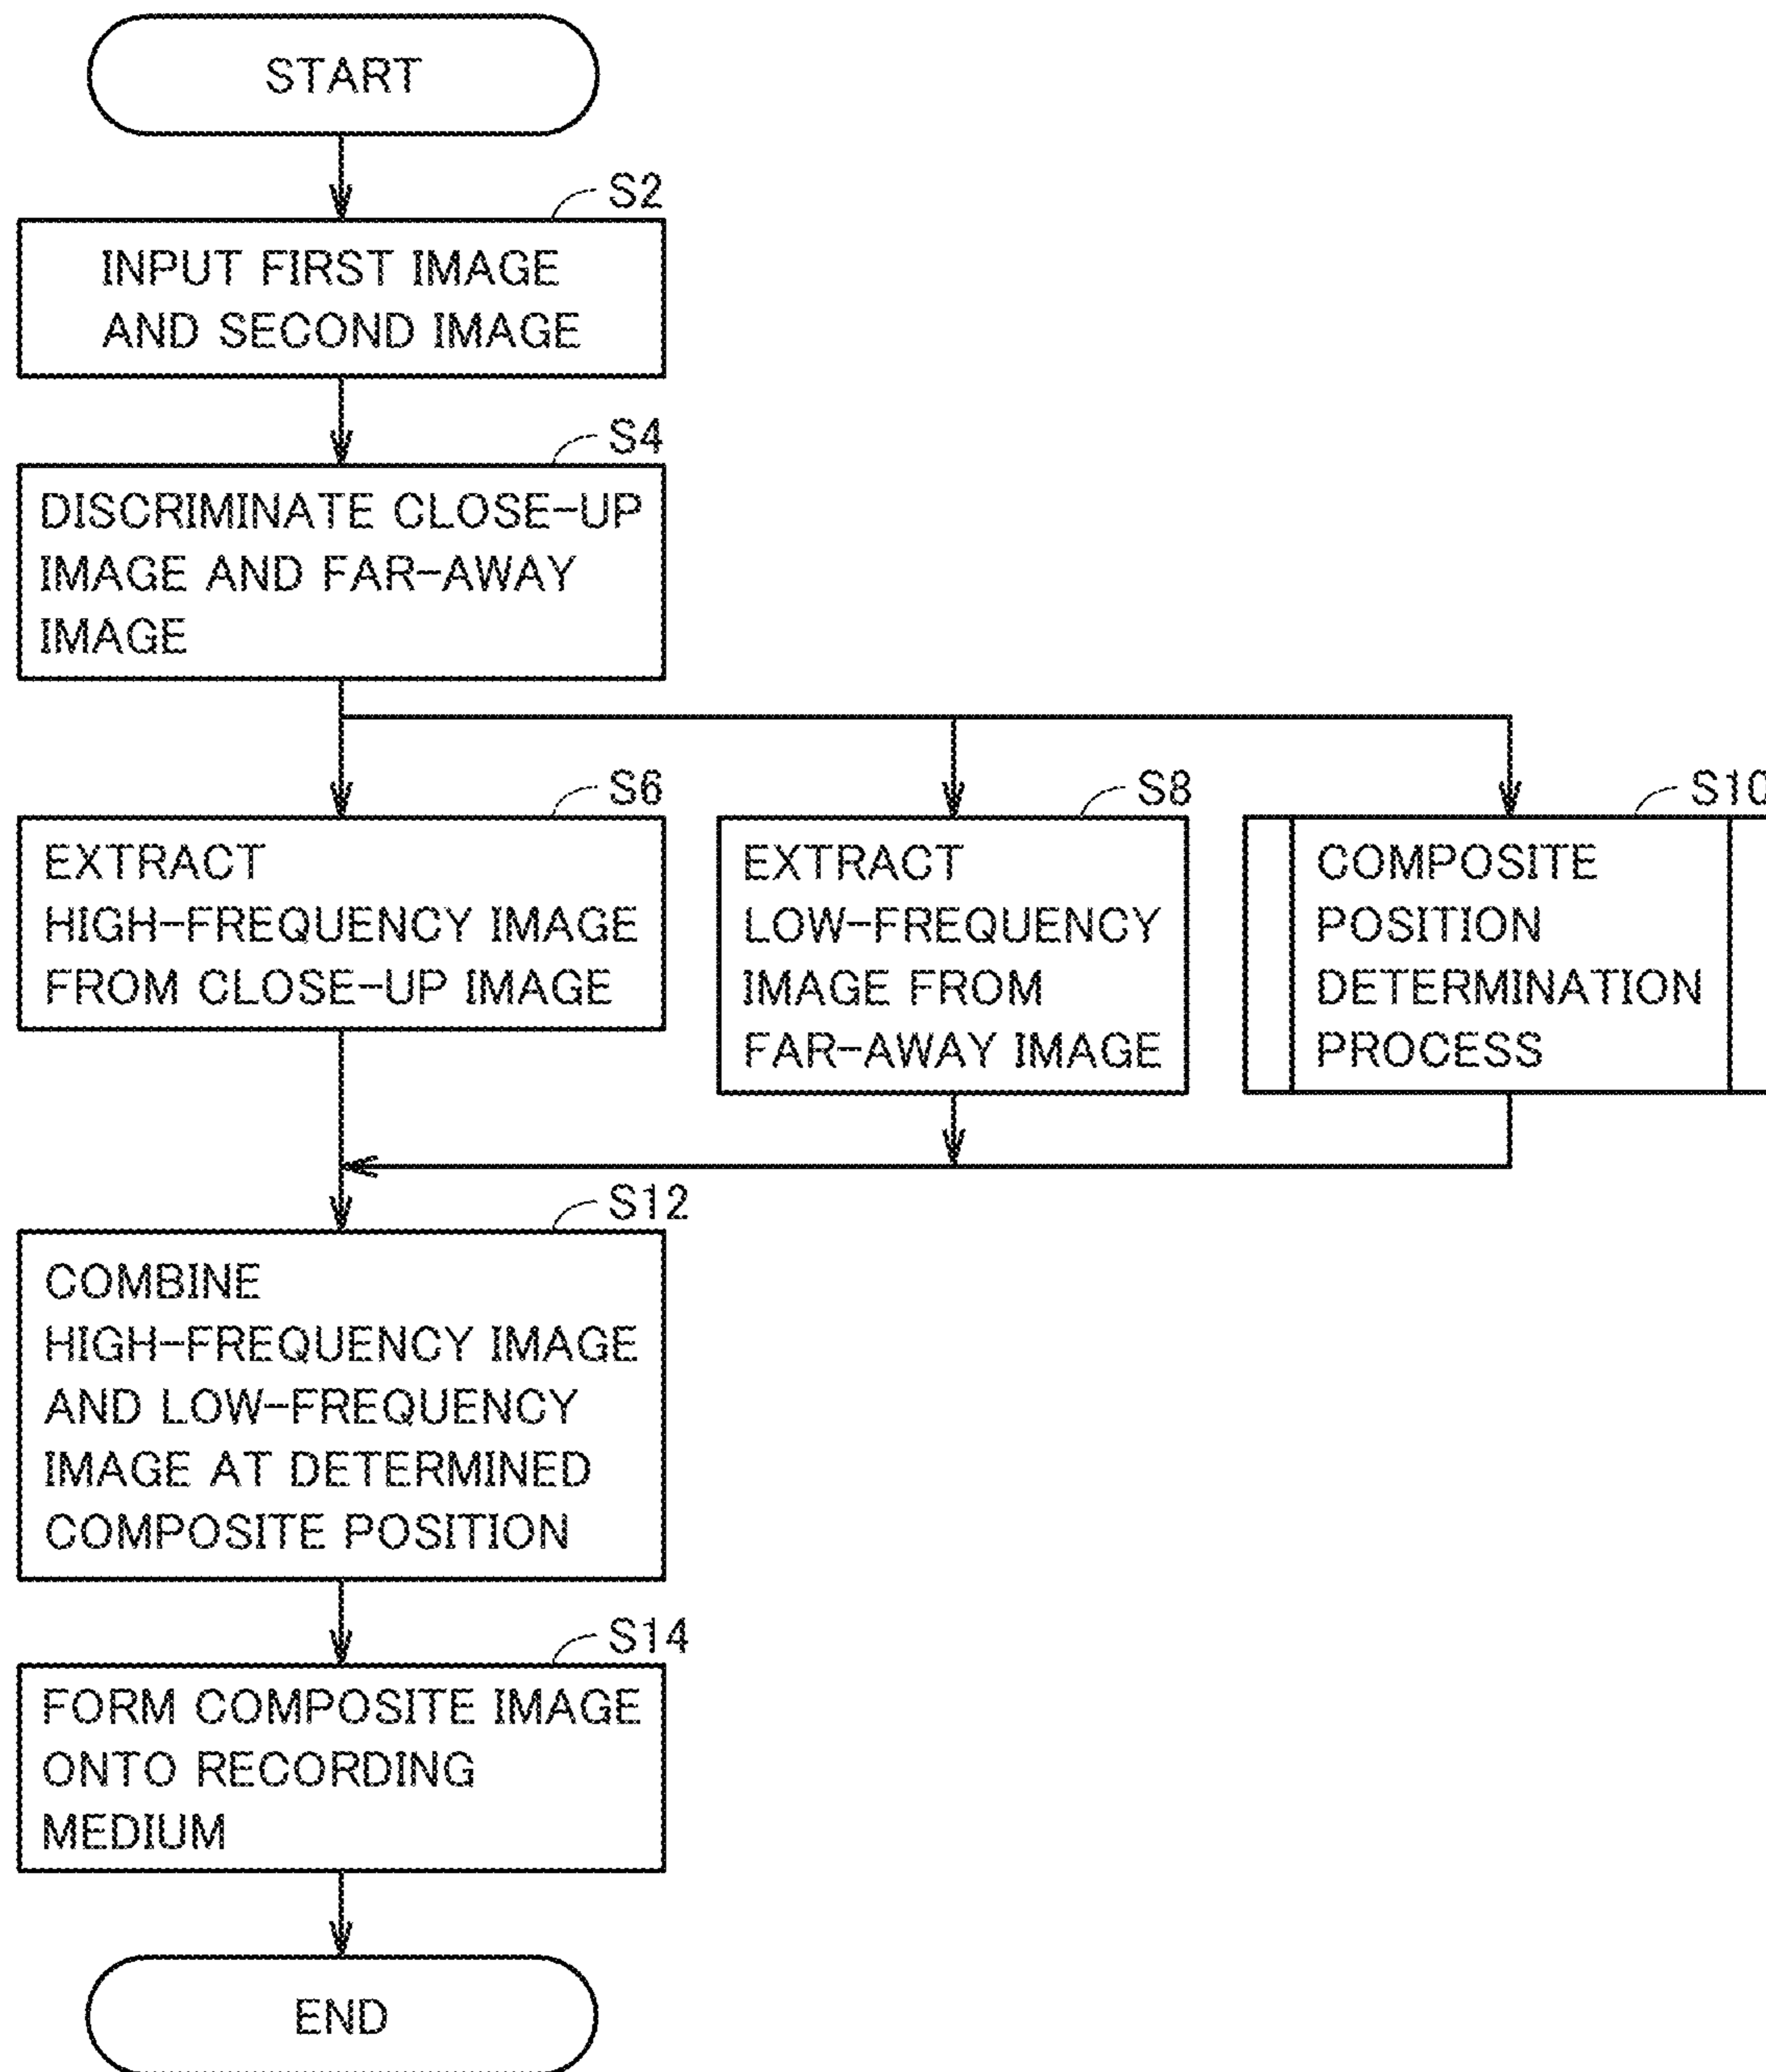 START
S2
INPUT FIRST IMAGE
AND SECOND IMAGE
S4
DISCRIMINATE CLOSE-UP
IMAGE AND FAR-AWAY
IMAGE
S6
EXTRACT
HIGH-FREQUENCY IMAGE
FROM CLOSE-UP IMAGE
S8
EXTRACT
LOW-FREQUENCY
IMAGE FROM
FAR-AWAY IMAGE
S10
COMPOSITE
POSITION
DETERMINATION
PROCESS
S12
COMBINE
HIGH-FREQUENCY IMAGE
AND LOW-FREQUENCY
IMAGE AT DETERMINED
COMPOSITE POSITION
S14
FORM COMPOSITE IMAGE
ONTO RECORDING
MEDIUM
END